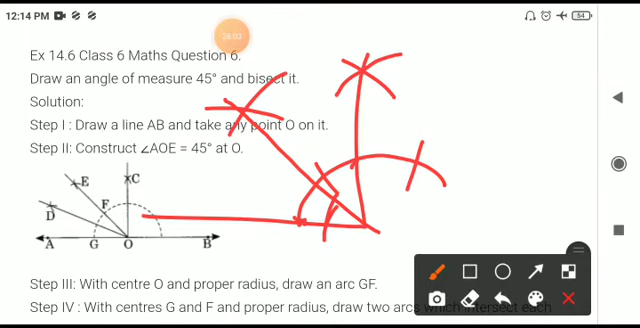 12:14 PM
54
26:03
Ex 14.6 Class 6 Maths Question 6.
Draw an angle of measure 45° and bisect it.
Solution:
Step I : Draw a line AB and take any point O on it.
Step II: Construct ∠AOE = 45° at O.
E
C
D
F
A
G
O
B
Step III: With centre O and proper radius, draw an arc GF.
Step IV : With centres G and F and proper radius, draw two arcs which intersect each